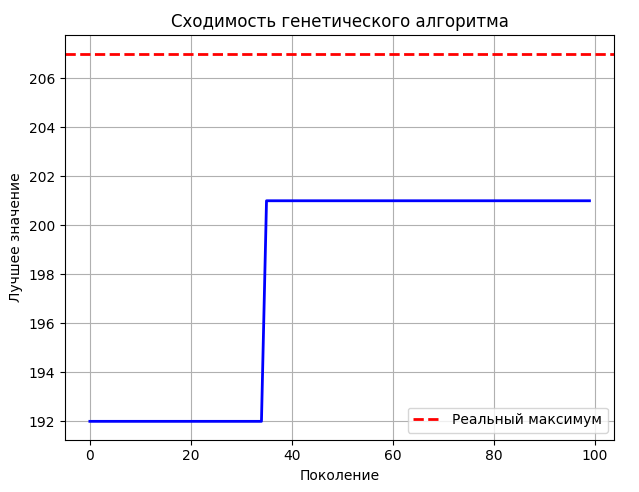 Сходимость генетического алгоритма
Лучшее значение
206
204
202
200
198
196
194
192
Реальный максимум
0 20 40 60 80 100
Поколение